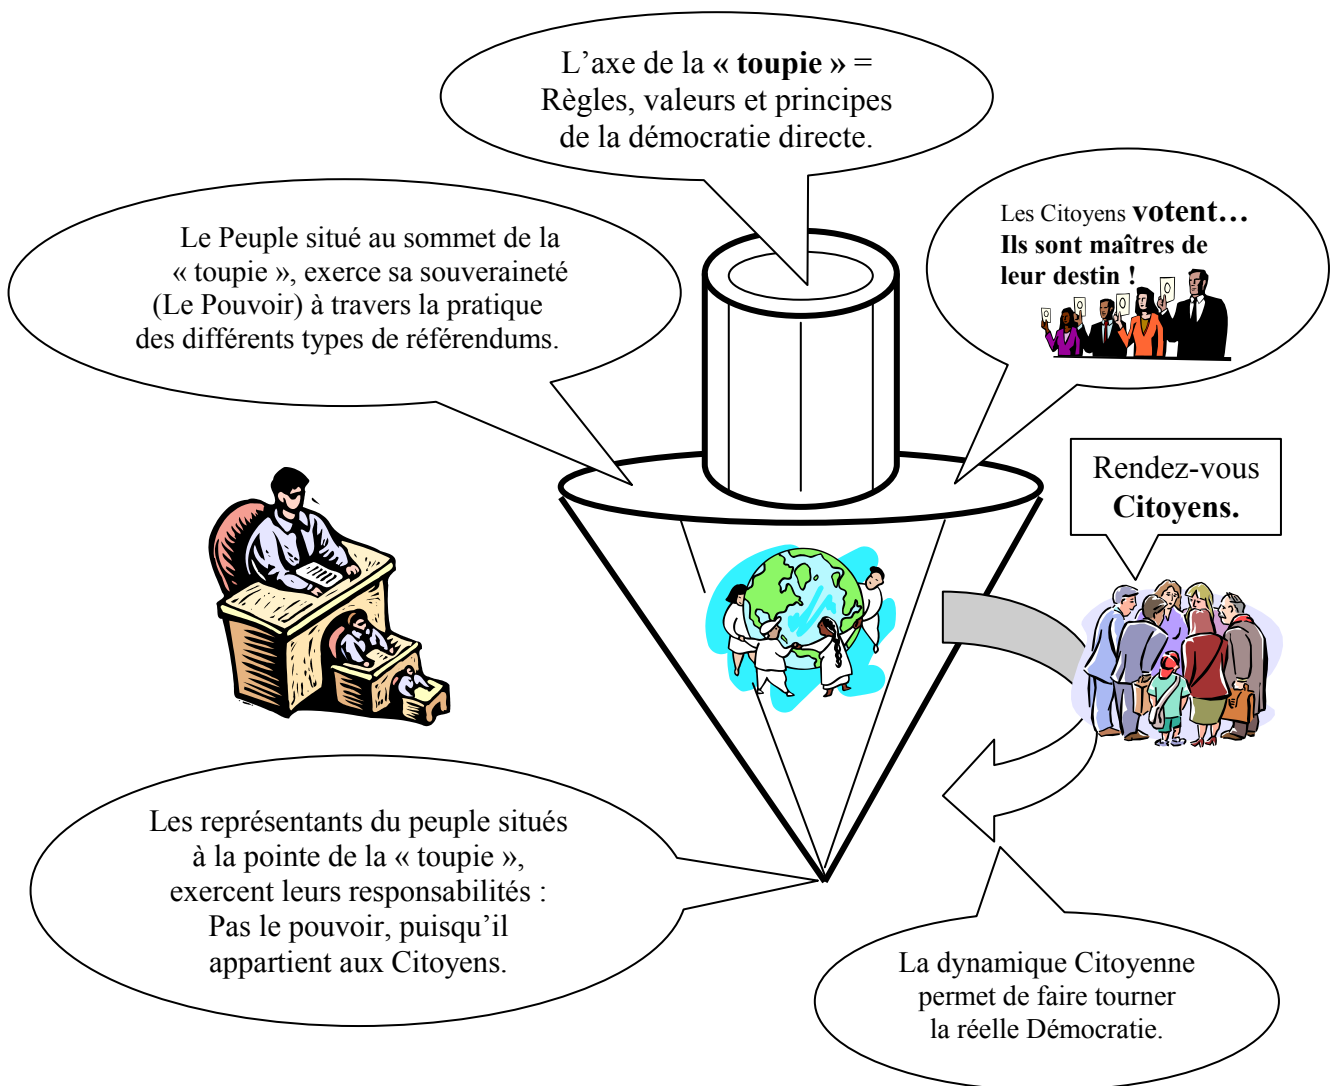 L’axe de la « toupie » =
Règles, valeurs et principes
de la démocratie directe.
Le Peuple situé au sommet de la
« toupie », exerce sa souveraineté
(Le Pouvoir) à travers la pratique
des différents types de référendums.
Les Citoyens votent…
Ils sont maîtres de
leur destin !
Rendez-vous
Citoyens.
Les représentants du peuple situés
à la pointe de la « toupie »,
exercent leurs responsabilités :
Pas le pouvoir, puisqu’il
appartient aux Citoyens.
La dynamique Citoyenne
permet de faire tourner
la réelle Démocratie.